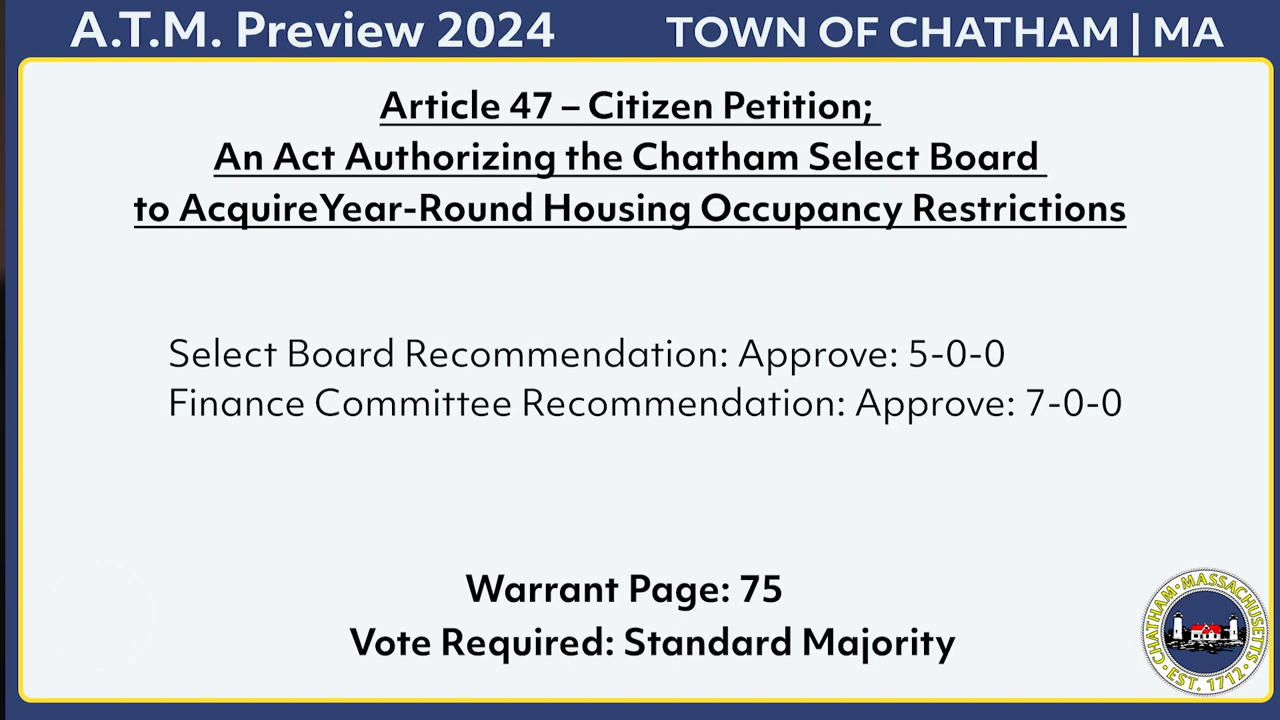 A.T.M. Preview 2024
TOWN OF CHATHAM | MA
Article 47 – Citizen Petition;
An Act Authorizing the Chatham Select Board
to AcquireYear-Round Housing Occupancy Restrictions
Select Board Recommendation: Approve: 5-0-0
Finance Committee Recommendation: Approve: 7-0-0
Warrant Page: 75
Vote Required: Standard Majority
CHATHAM · MASSACHUSETTS
· EST. 1712 ·